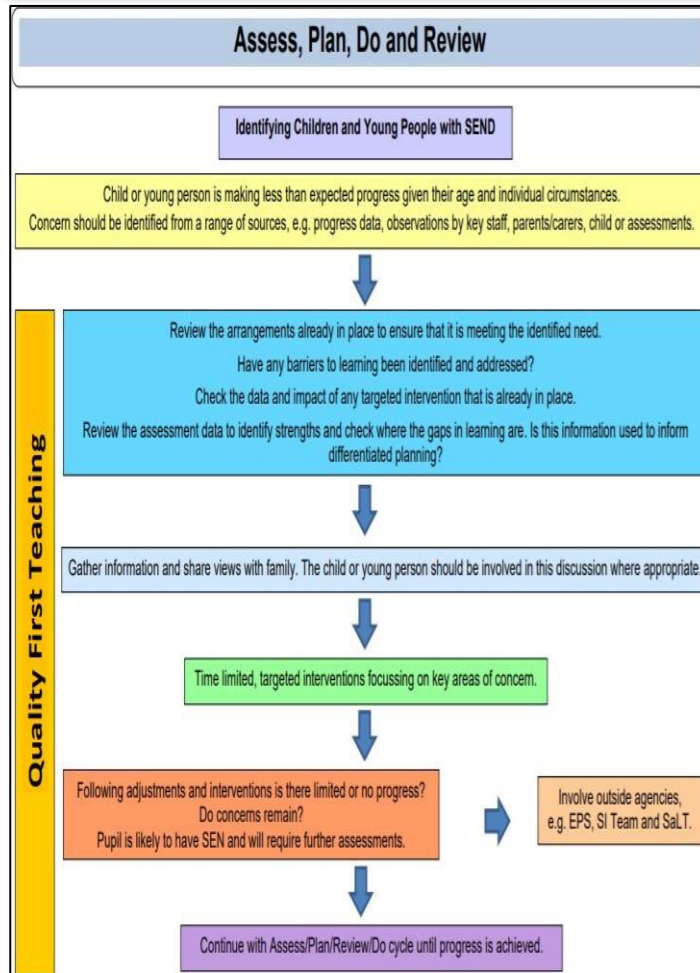 Assess, Plan, Do and Review
Identifying Children and Young People with SEND
Child or young person is making less than expected progress given their age and individual circumstances.
Concern should be identified from a range of sources, e.g. progress data, observations by key staff, parents/carers, child or assessments.
Quality First Teaching
Review the arrangements already in place to ensure that it is meeting the identified need.
Have any barriers to learning been identified and addressed?
Check the data and impact of any targeted intervention that is already in place.
Review the assessment data to identify strengths and check where the gaps in learning are. Is this information used to inform
differentiated planning?
Gather information and share views with family. The child or young person should be involved in this discussion where appropriate.
Time limited, targeted interventions focussing on key areas of concern.
Following adjustments and interventions is there limited or no progress?
Do concerns remain?
Pupil is likely to have SEN and will require further assessments.
Involve outside agencies,
e.g. EPS, SI Team and SaLT.
Continue with Assess/Plan/Review/Do cycle until progress is achieved.